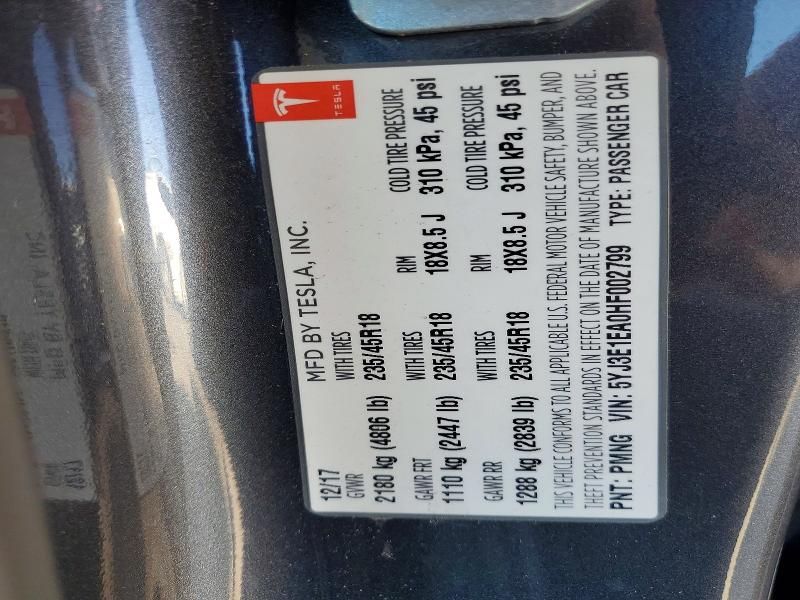 TESLA
12/17 MFD BY TESLA, INC.
GVWR WITH TIRES RIM COLD TIRE PRESSURE
2180 kg (4806 lb) 235/45R18 18X8.5 J 310 kPa, 45 psi
GAWR FRT WITH TIRES RIM COLD TIRE PRESSURE
1110 kg (2447 lb) 235/45R18 18X8.5 J 310 kPa, 45 psi
GAWR RR WITH TIRES
1288 kg (2839 lb) 235/45R18 18X8.5 J 310 kPa, 45 psi
THIS VEHICLE CONFORMS TO ALL APPLICABLE U.S. FEDERAL MOTOR VEHICLE SAFETY, BUMPER, AND
THEFT PREVENTION STANDARDS IN EFFECT ON THE DATE OF MANUFACTURE SHOWN ABOVE.
PNT: PMNG VIN: 5YJ3E1EA0HF002799 TYPE: PASSENGER CAR